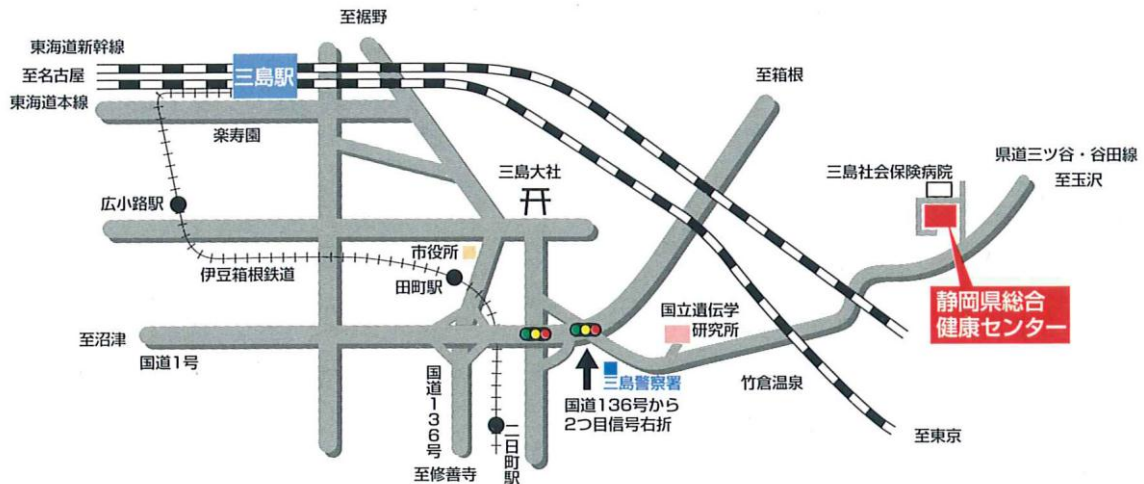 至裾野
東海道新幹線
至名古屋
三島駅
東海道本線
至箱根
楽寿園
三島大社
県道三ツ谷・谷田線
至玉沢
三島社会保険病院
広小路駅
市役所
伊豆箱根鉄道
田町駅
静岡県総合
健康センター
国立遺伝学
研究所
至沼津
国道1号
国道136号
三島警察署
竹倉温泉
国道136号から
2つ目信号右折
二日町駅
至東京
至修善寺